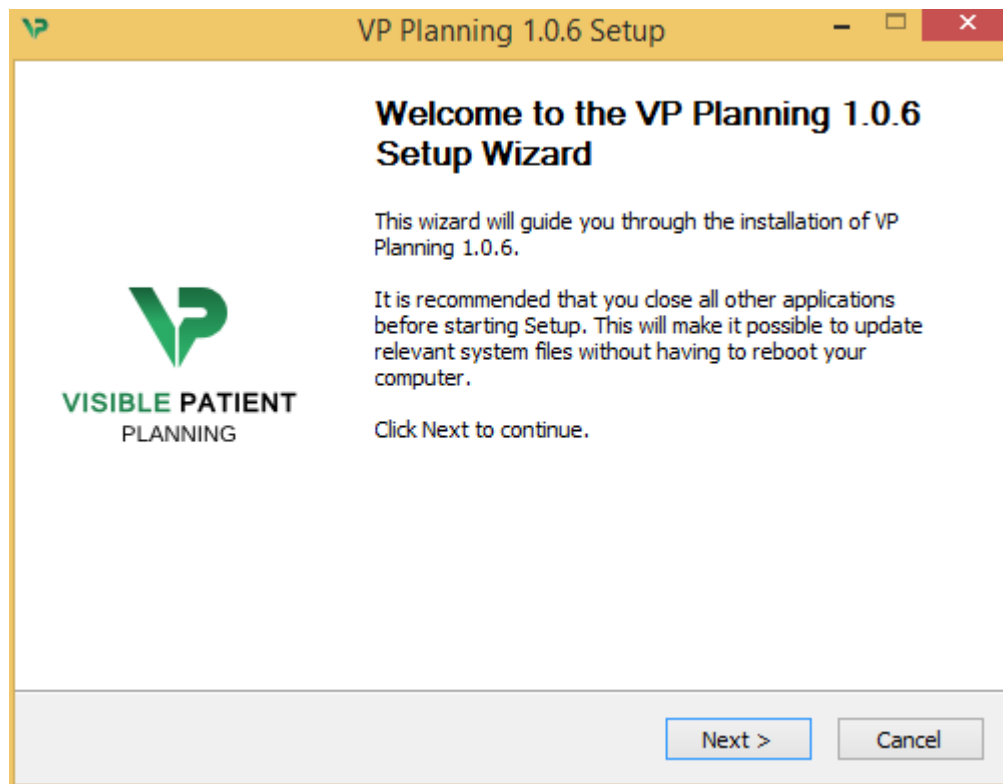 VP Planning 1.0.6 Setup
Welcome to the VP Planning 1.0.6
Setup Wizard
This wizard will guide you through the installation of VP
Planning 1.0.6.
It is recommended that you close all other applications
before starting Setup. This will make it possible to update
relevant system files without having to reboot your
computer.
Click Next to continue.
VP
VISIBLE PATIENT
PLANNING
Next >
Cancel